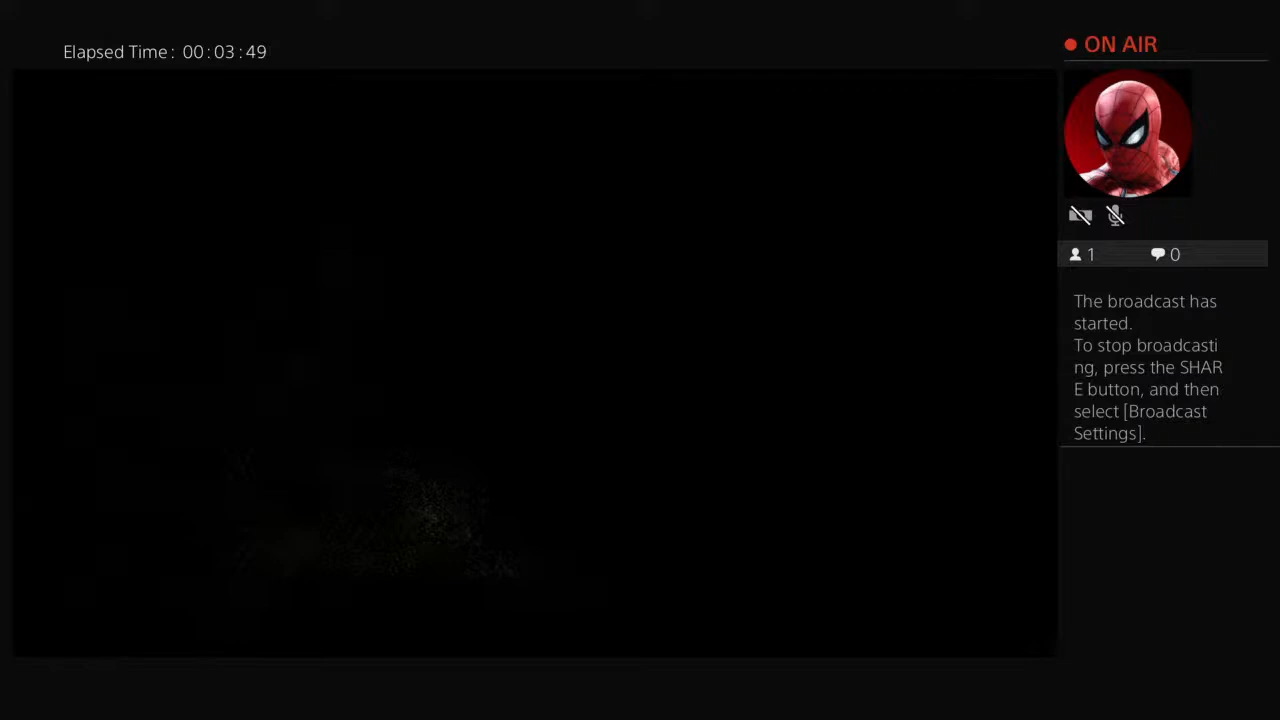 Elapsed Time: 00:03:49
ON AIR
1 0
The broadcast has
started.
To stop broadcasti
ng, press the SHAR
E button, and then
select [Broadcast
Settings].